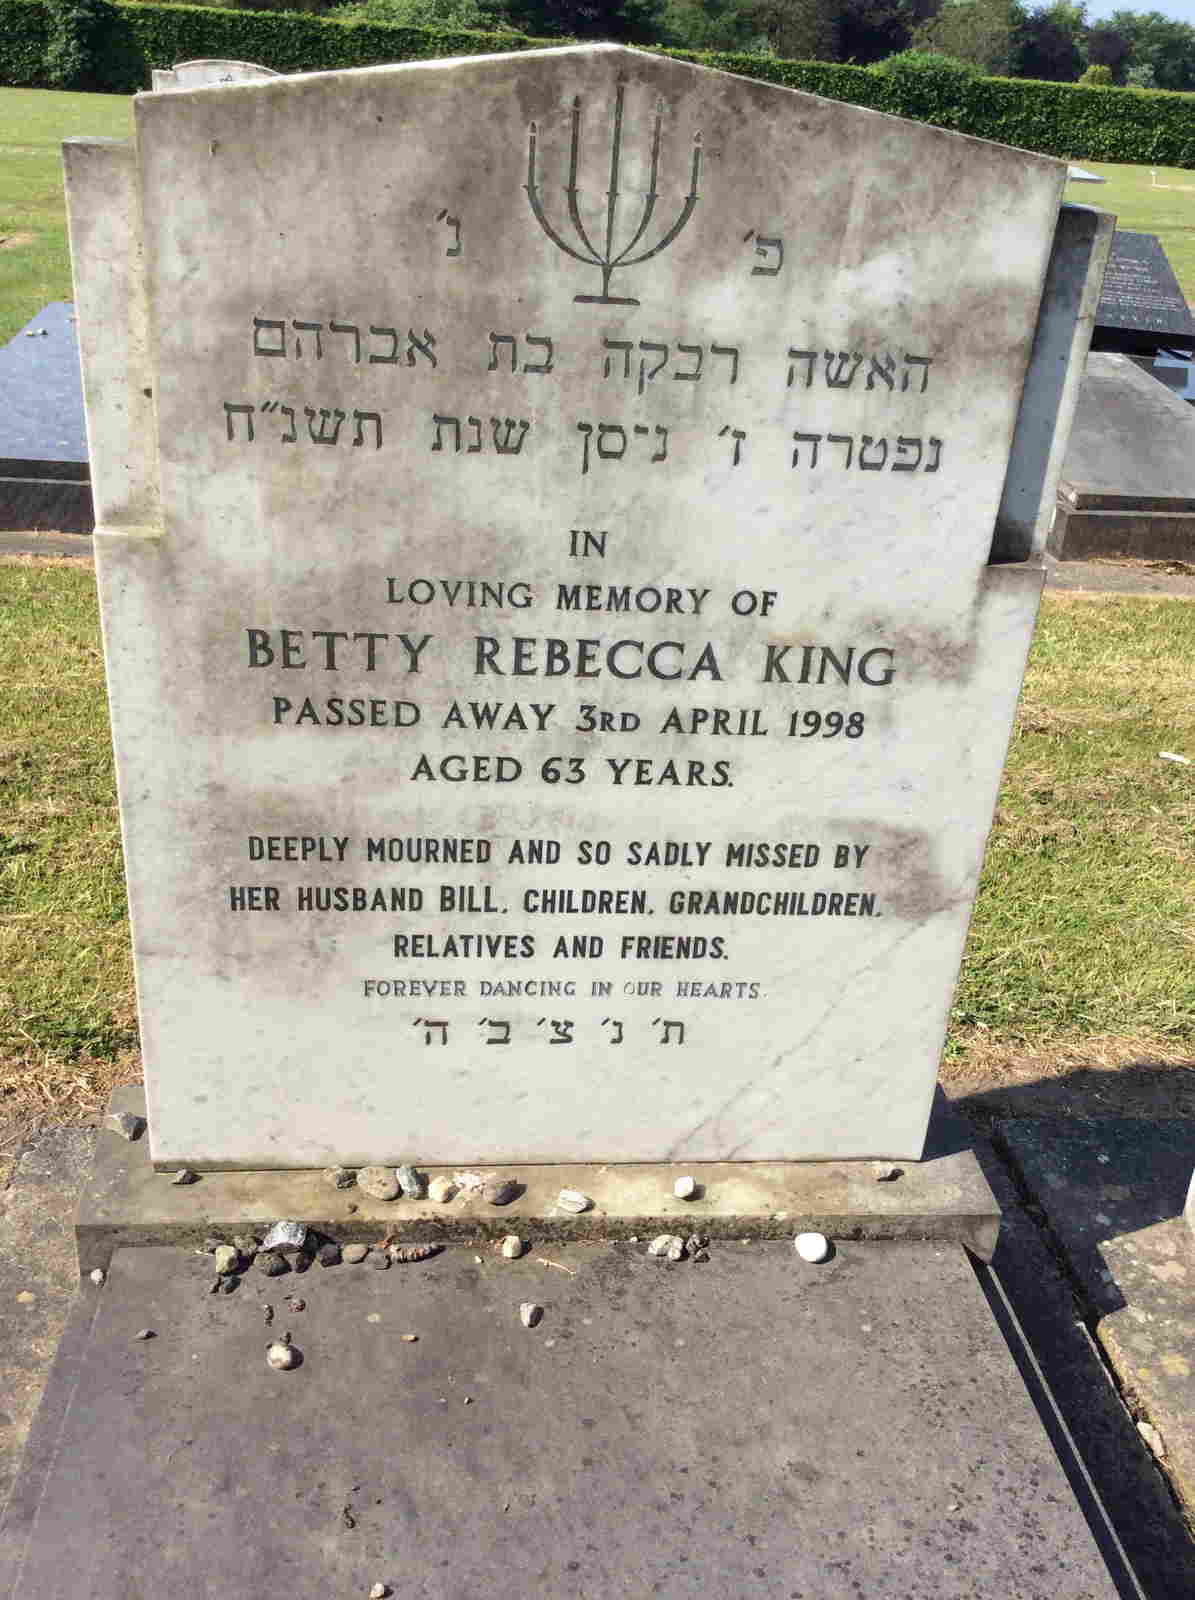 פ׳ נ׳
האשה רבקה בת אברהם
נפטרה ז׳ ניסן שנת תשנ״ח
IN
LOVING MEMORY OF
BETTY REBECCA KING
PASSED AWAY 3RD APRIL 1998
AGED 63 YEARS.
DEEPLY MOURNED AND SO SADLY MISSED BY
HER HUSBAND BILL, CHILDREN, GRANDCHILDREN,
RELATIVES AND FRIENDS.
FOREVER DANCING IN OUR HEARTS.
ת׳ נ׳ צ׳ ב׳ ה׳